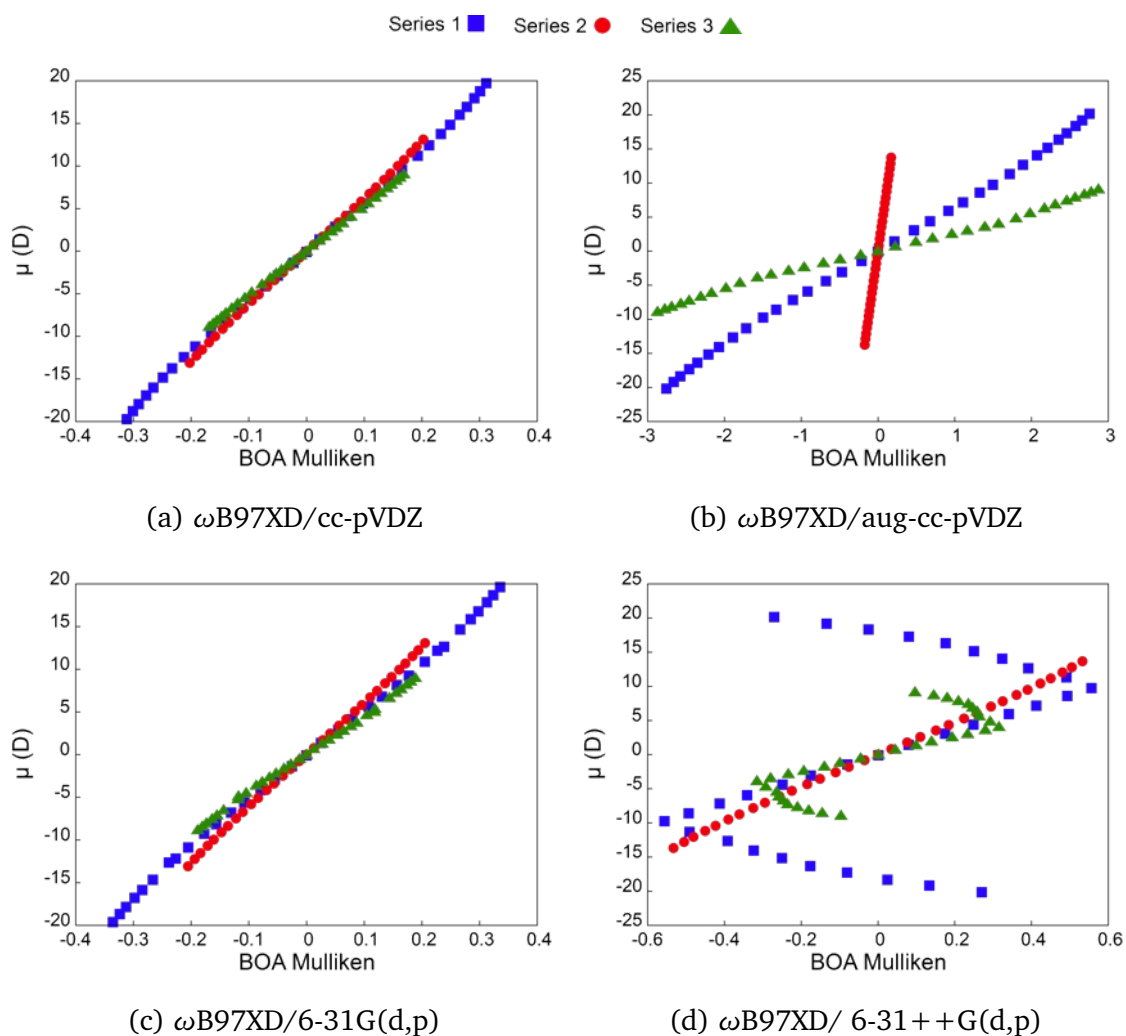 Series 1 Series 2 Series 3
20
15
10
5
0
-5
-10
-15
-20
μ (D)
-0.4 -0.3 -0.2 -0.1 0 0.1 0.2 0.3 0.4
BOA Mulliken
(a) ωB97XD/cc-pVDZ
25
20
15
10
5
0
-5
-10
-15
-20
-25
μ (D)
-3 -2 -1 0 1 2 3
BOA Mulliken
(b) ωB97XD/aug-cc-pVDZ
20
15
10
5
0
-5
-10
-15
-20
μ (D)
-0.4 -0.3 -0.2 -0.1 0 0.1 0.2 0.3 0.4
BOA Mulliken
(c) ωB97XD/6-31G(d,p)
25
20
15
10
5
0
-5
-10
-15
-20
-25
μ (D)
-0.6 -0.4 -0.2 0 0.2 0.4 0.6
BOA Mulliken
(d) ωB97XD/ 6-31++G(d,p)